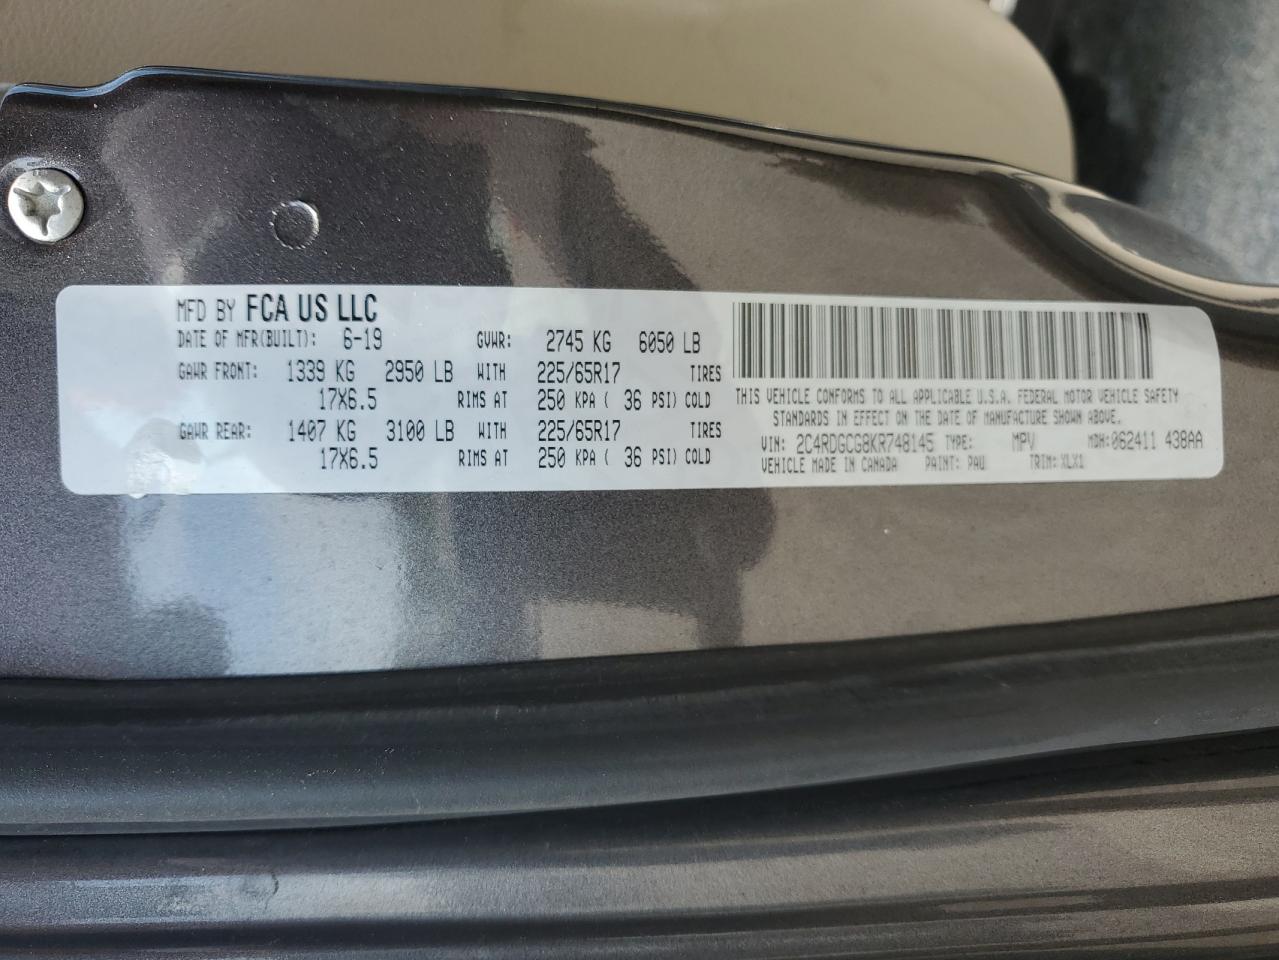 MFD BY FCA US LLC
DATE OF MFR(BUILT): 6-19 GVWR: 2745 KG 6050 LB
GAWR FRONT: 1339 KG 2950 LB WITH 225/65R17 TIRES
17X6.5 RIMS AT 250 KPA ( 36 PSI) COLD
GAWR REAR: 1407 KG 3100 LB WITH 225/65R17 TIRES
17X6.5 RIMS AT 250 KPA ( 36 PSI) COLD
THIS VEHICLE CONFORMS TO ALL APPLICABLE U.S.A. FEDERAL MOTOR VEHICLE SAFETY
STANDARDS IN EFFECT ON THE DATE OF MANUFACTURE SHOWN ABOVE.
VIN: 2C4RDGCG8KR748145 TYPE: MPV MDH: 062411 438AA
VEHICLE MADE IN CANADA PAINT: PAU TRIM: XLX1